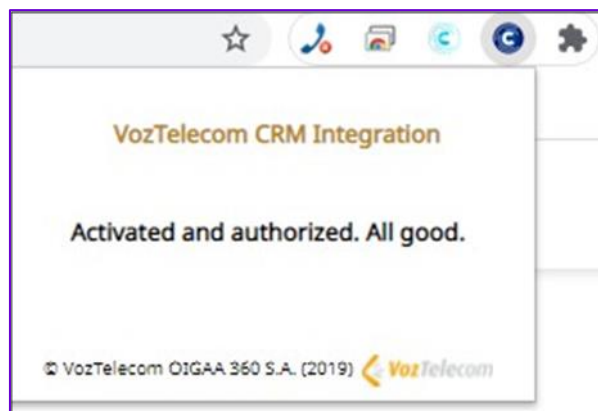 VozTelecom CRM Integration
Activated and authorized. All good.
© VozTelecom OIGAA 360 S.A. (2019) VozTelecom